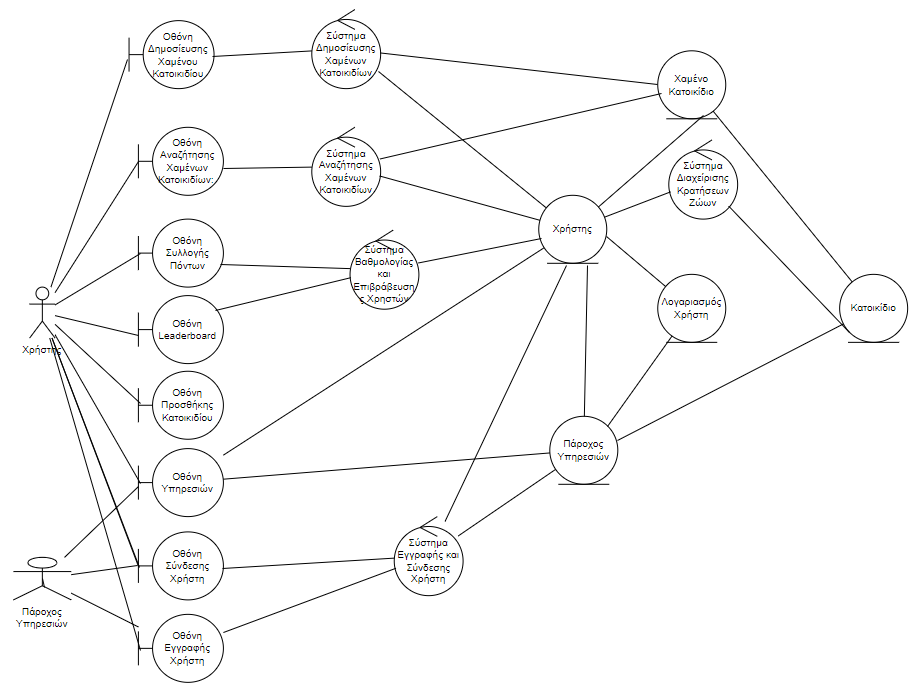 Οθόνη
Δημοσίευσης
Χαμένου
Κατοικιδίου
Σύστημα
Δημοσίευσης
Χαμένων
Κατοικιδίων
Χαμένο
Κατοικίδιο
Οθόνη
Αναζήτησης
Χαμένων
Κατοικιδίων:
Σύστημα
Αναζήτησης
Χαμένων
Κατοικιδίων
Σύστημα
Διαχείρισης
Κρατήσεων
Ζώων
Οθόνη
Συλλογής
Πόντων
Σύστημα
Βαθμολογίας
και
Επιβράβευση
ς Χρηστών
Χρήστης
Οθόνη
Leaderboard
Λογαριασμός
Χρήστη
Κατοικίδιο
Χρήστης
Οθόνη
Προσθήκης
Κατοικιδίου
Οθόνη
Υπηρεσιών
Πάροχος
Υπηρεσιών
Οθόνη
Σύνδεσης
Χρήστη
Σύστημα
Εγγραφής και
Σύνδεσης
Χρήστη
Πάροχος
Υπηρεσιών
Οθόνη
Εγγραφής
Χρήστη